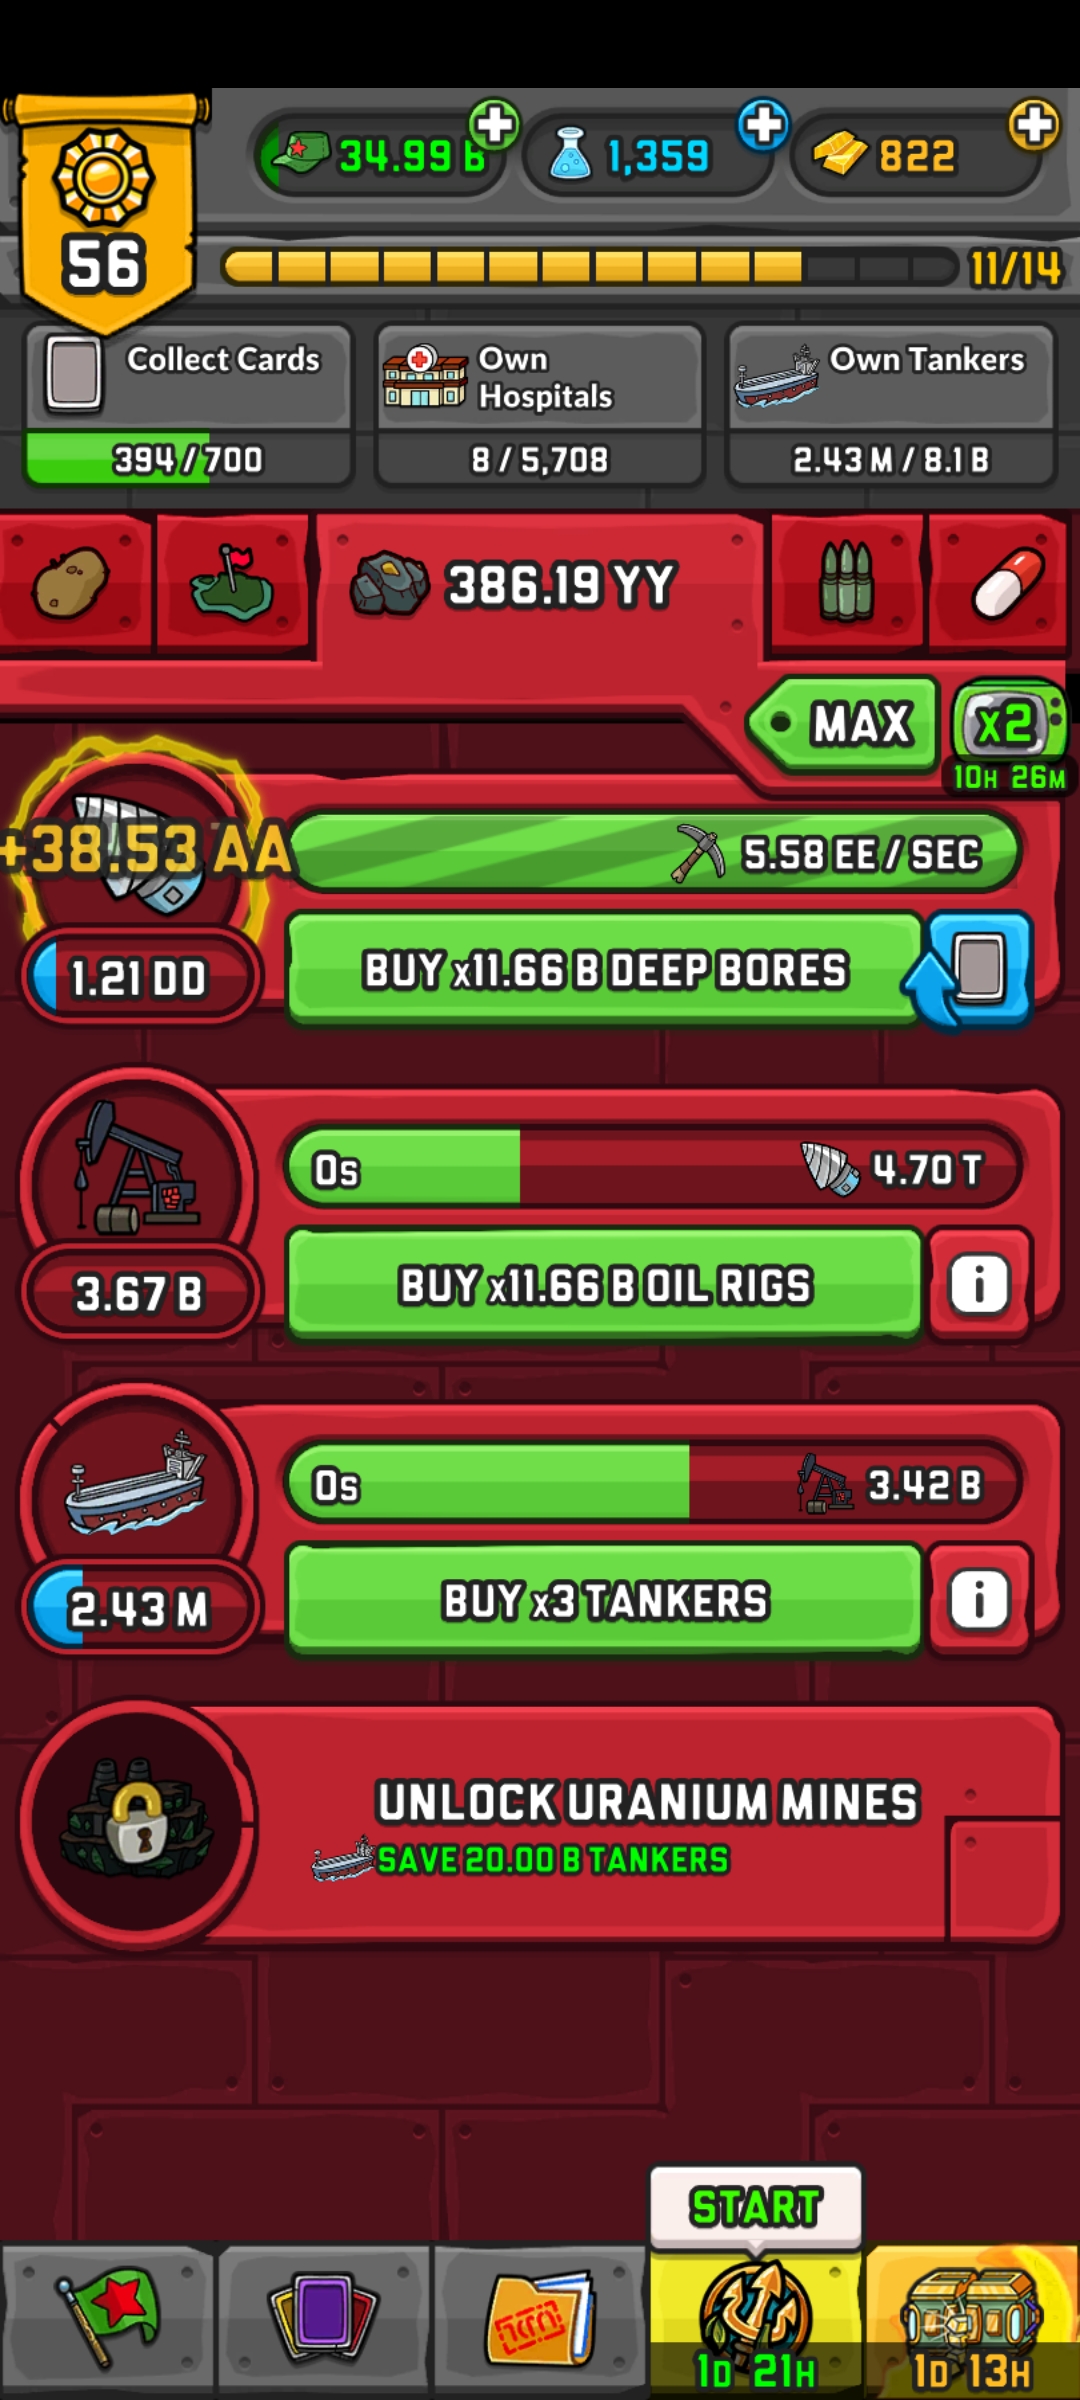 34.99 B
1,359
822
56
11/14
Collect Cards
394/700
Own
Hospitals
8/5,708
Own Tankers
2.43 M/8.1 B
386.19 YY
MAX
x2
10H 26M
+38.53 AA
5.58 EE/SEC
1.21 DD
BUY x11.66 B DEEP BORES
0s
4.70 T
3.67 B
BUY x11.66 B OIL RIGS
i
0s
3.42 B
2.43 M
BUY x3 TANKERS
i
UNLOCK URANIUM MINES
SAVE 20.00 B TANKERS
START
1D 21H
1D 13H